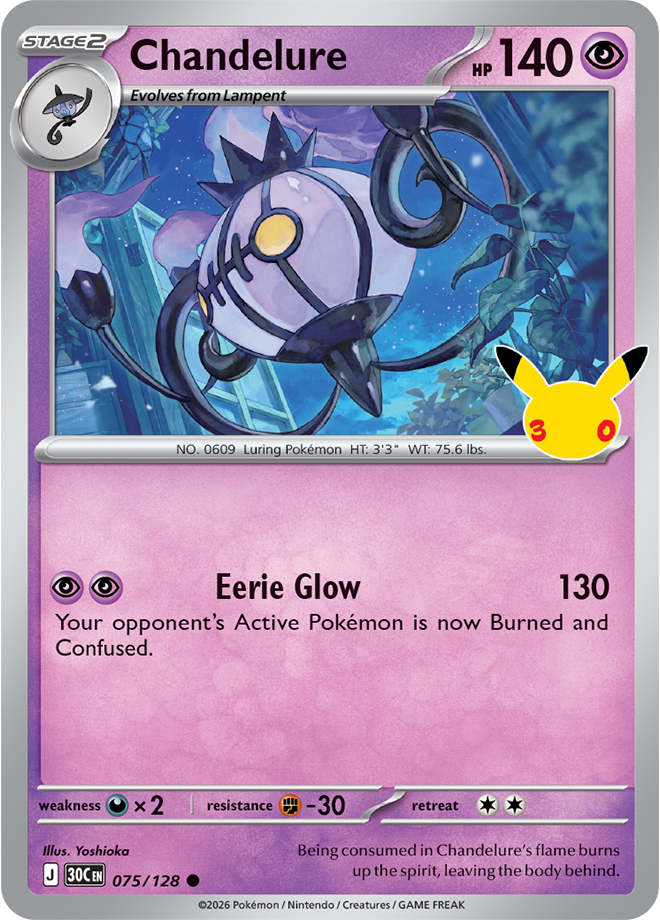 STAGE2
Chandelure
HP 140
Evolves from Lampent
30
NO. 0609 Luring Pokémon HT: 3'3" WT: 75.6 lbs.
Eerie Glow 130
Your opponent's Active Pokémon is now Burned and
Confused.
weakness ×2 resistance -30 retreat
Illus. Yoshioka
Being consumed in Chandelure's flame burns
up the spirit, leaving the body behind.
J 30C EN 075/128
©2026 Pokémon / Nintendo / Creatures / GAME FREAK